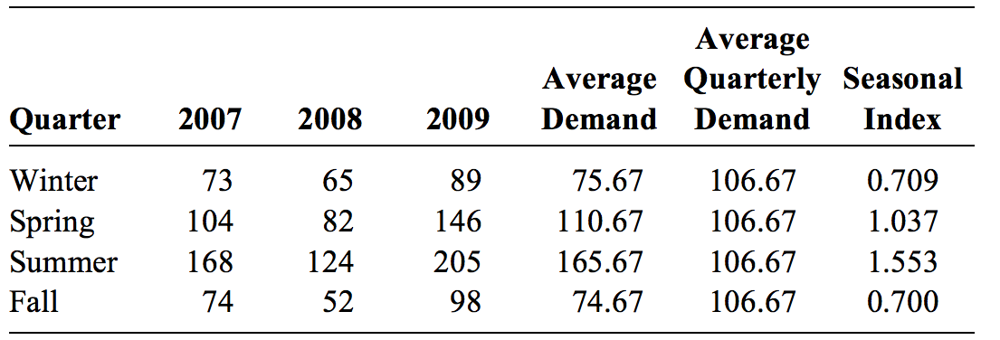 Average
Average Quarterly Seasonal
Quarter 2007 2008 2009 Demand Demand Index
Winter 73 65 89 75.67 106.67 0.709
Spring 104 82 146 110.67 106.67 1.037
Summer 168 124 205 165.67 106.67 1.553
Fall 74 52 98 74.67 106.67 0.700